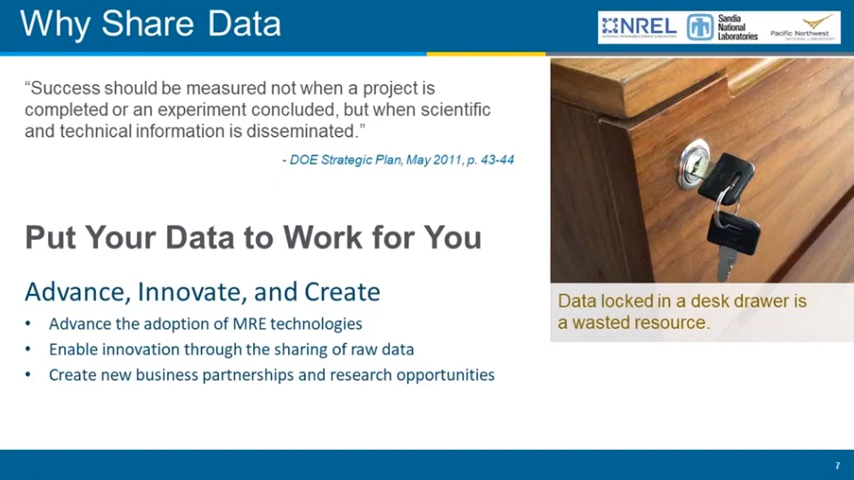 Why Share Data
NREL
Sandia
National
Laboratories
Pacific Northwest
NATIONAL LABORATORY
“Success should be measured not when a project is
completed or an experiment concluded, but when scientific
and technical information is disseminated.”
- DOE Strategic Plan, May 2011, p. 43-44
Put Your Data to Work for You
Advance, Innovate, and Create
• Advance the adoption of MRE technologies
• Enable innovation through the sharing of raw data
• Create new business partnerships and research opportunities
Data locked in a desk drawer is
a wasted resource.
7